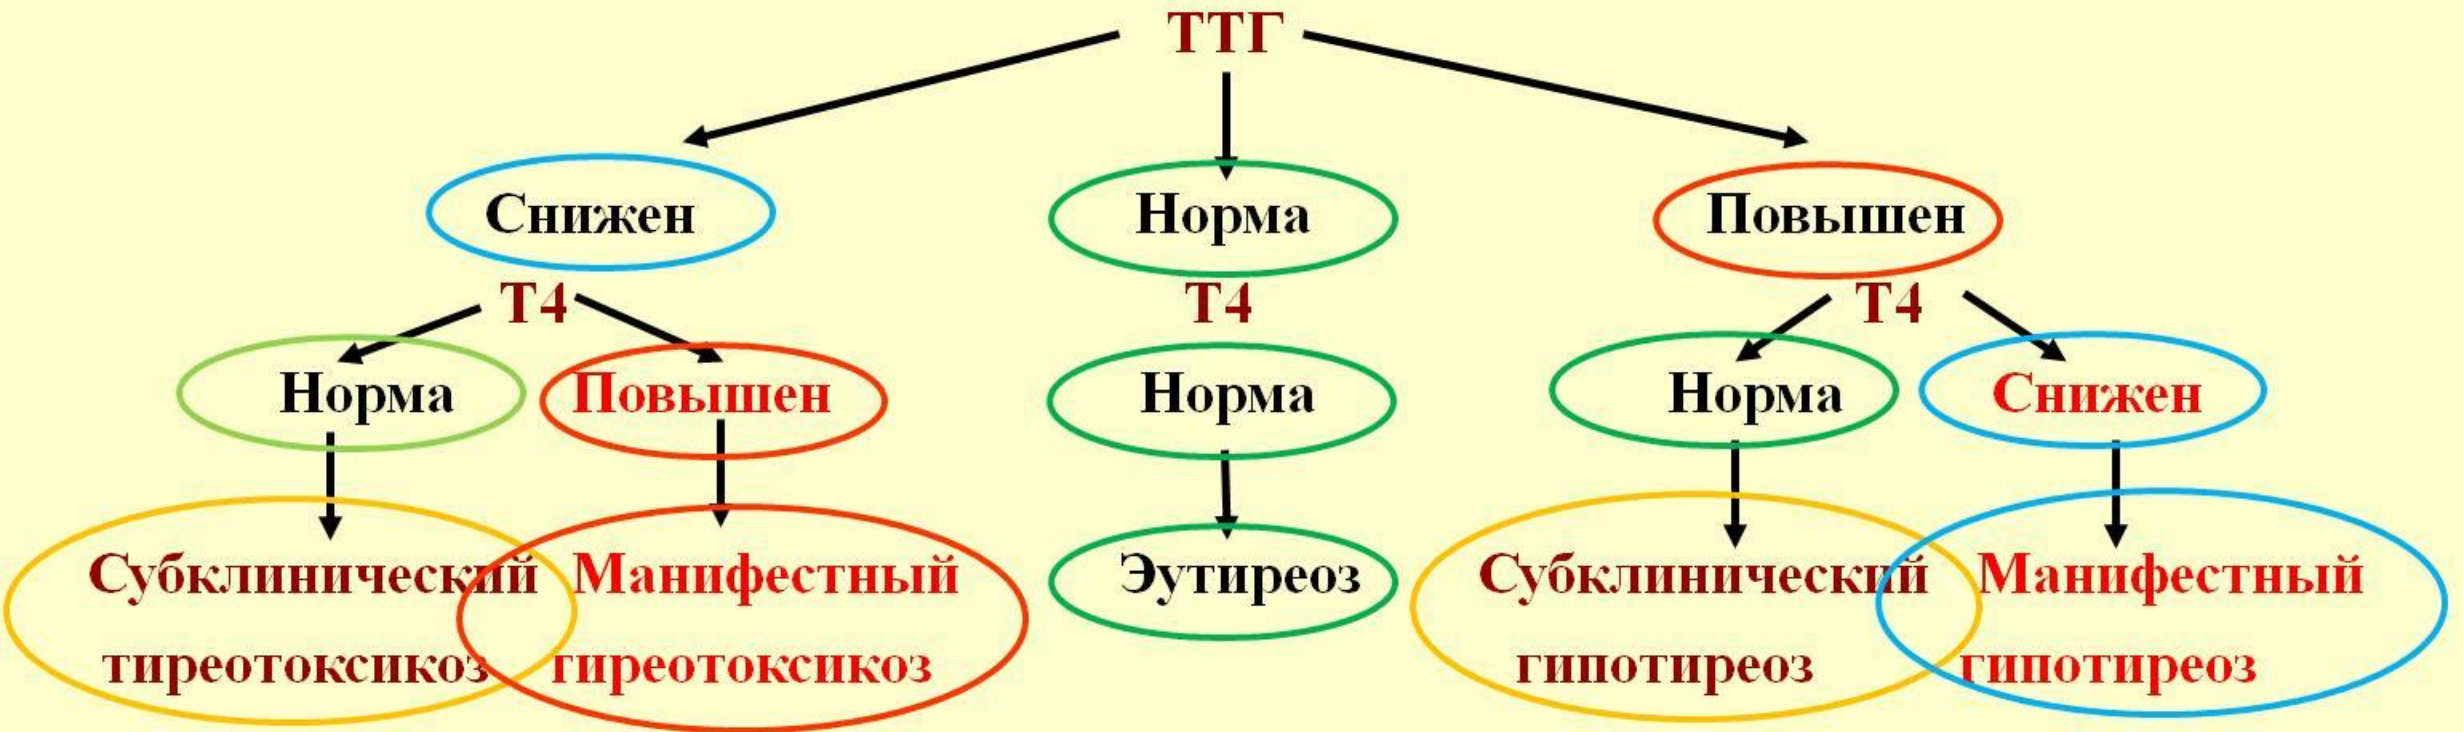 ТТГ
Снижен
Норма
Повышен
Т4
Т4
Т4
Норма
Повышен
Норма
Норма
Снижен
Субклинический
тиреотоксикоз
Манифестный
тиреотоксикоз
Эутиреоз
Субклинический
гипотиреоз
Манифестный
гипотиреоз